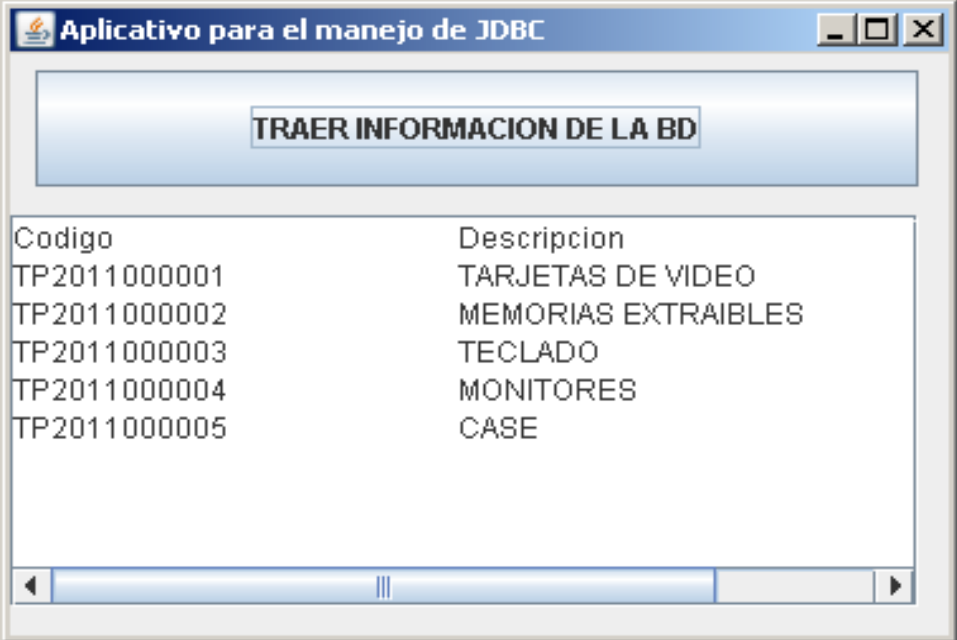 Aplicativo para el manejo de JDBC
TRAER INFORMACION DE LA BD
Codigo Descripcion
TP2011000001 TARJETAS DE VIDEO
TP2011000002 MEMORIAS EXTRAIBLES
TP2011000003 TECLADO
TP2011000004 MONITORES
TP2011000005 CASE